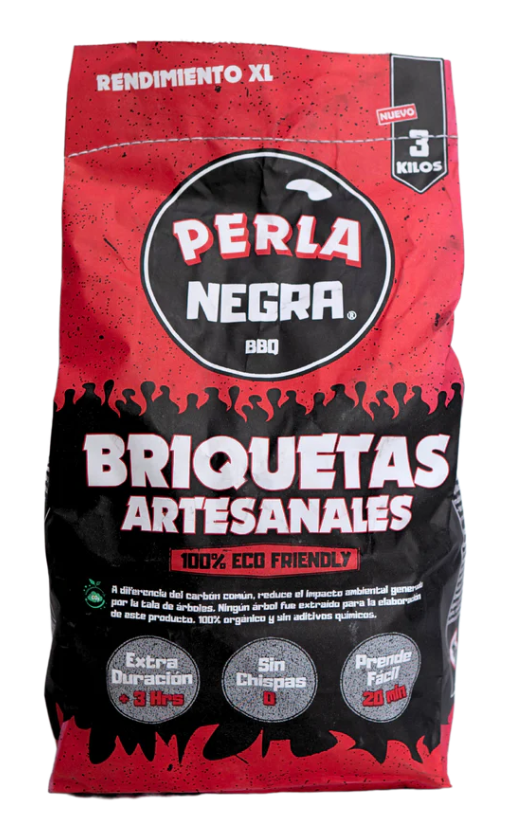 RENDIMIENTO XL
NUEVO
3
KILOS
PERLA
NEGRA®
BBQ
BRIQUETAS
ARTESANALES
100% ECO FRIENDLY
A diferencia del carbón común, reduce el impacto ambiental
por la tala de árboles. Ningún árbol fue extraído para la elaboración
de este producto. 100% orgánico y sin aditivos químicos.
Extra
Duración
+ 3 Hrs
Sin
Chispas
0
Prende
Fácil
20 min